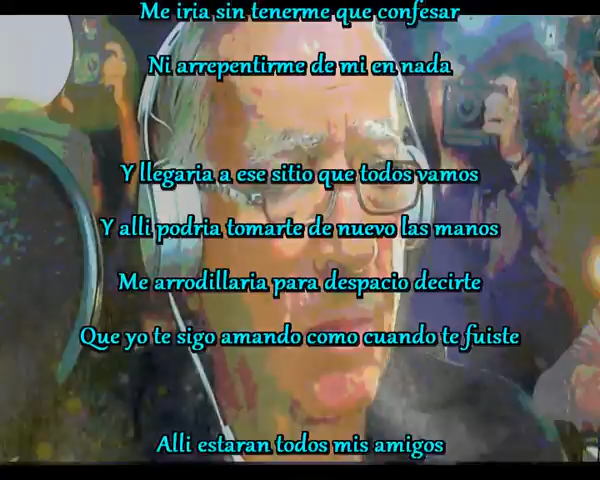 Me iria sin tenerme que confesar
Ni arrepentirme de mi en nada
Y llegaria a ese sitio que todos vamos
Y alli podria tomarte de nuevo las manos
Me arrodillaria para despacio decirte
Que yo te sigo amando como cuando te fuiste
Alli estaran todos mis amigos